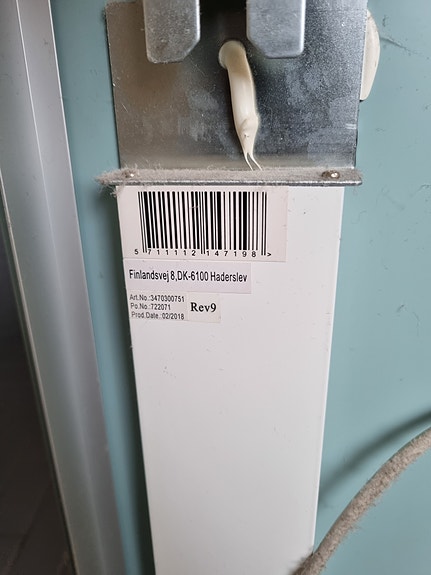 5 711112 147198 >
Finlandsvej 8,DK-6100 Haderslev
Art.No.:3470300751
Po.No.:722071
Prod.Date.:02/2018
Rev9